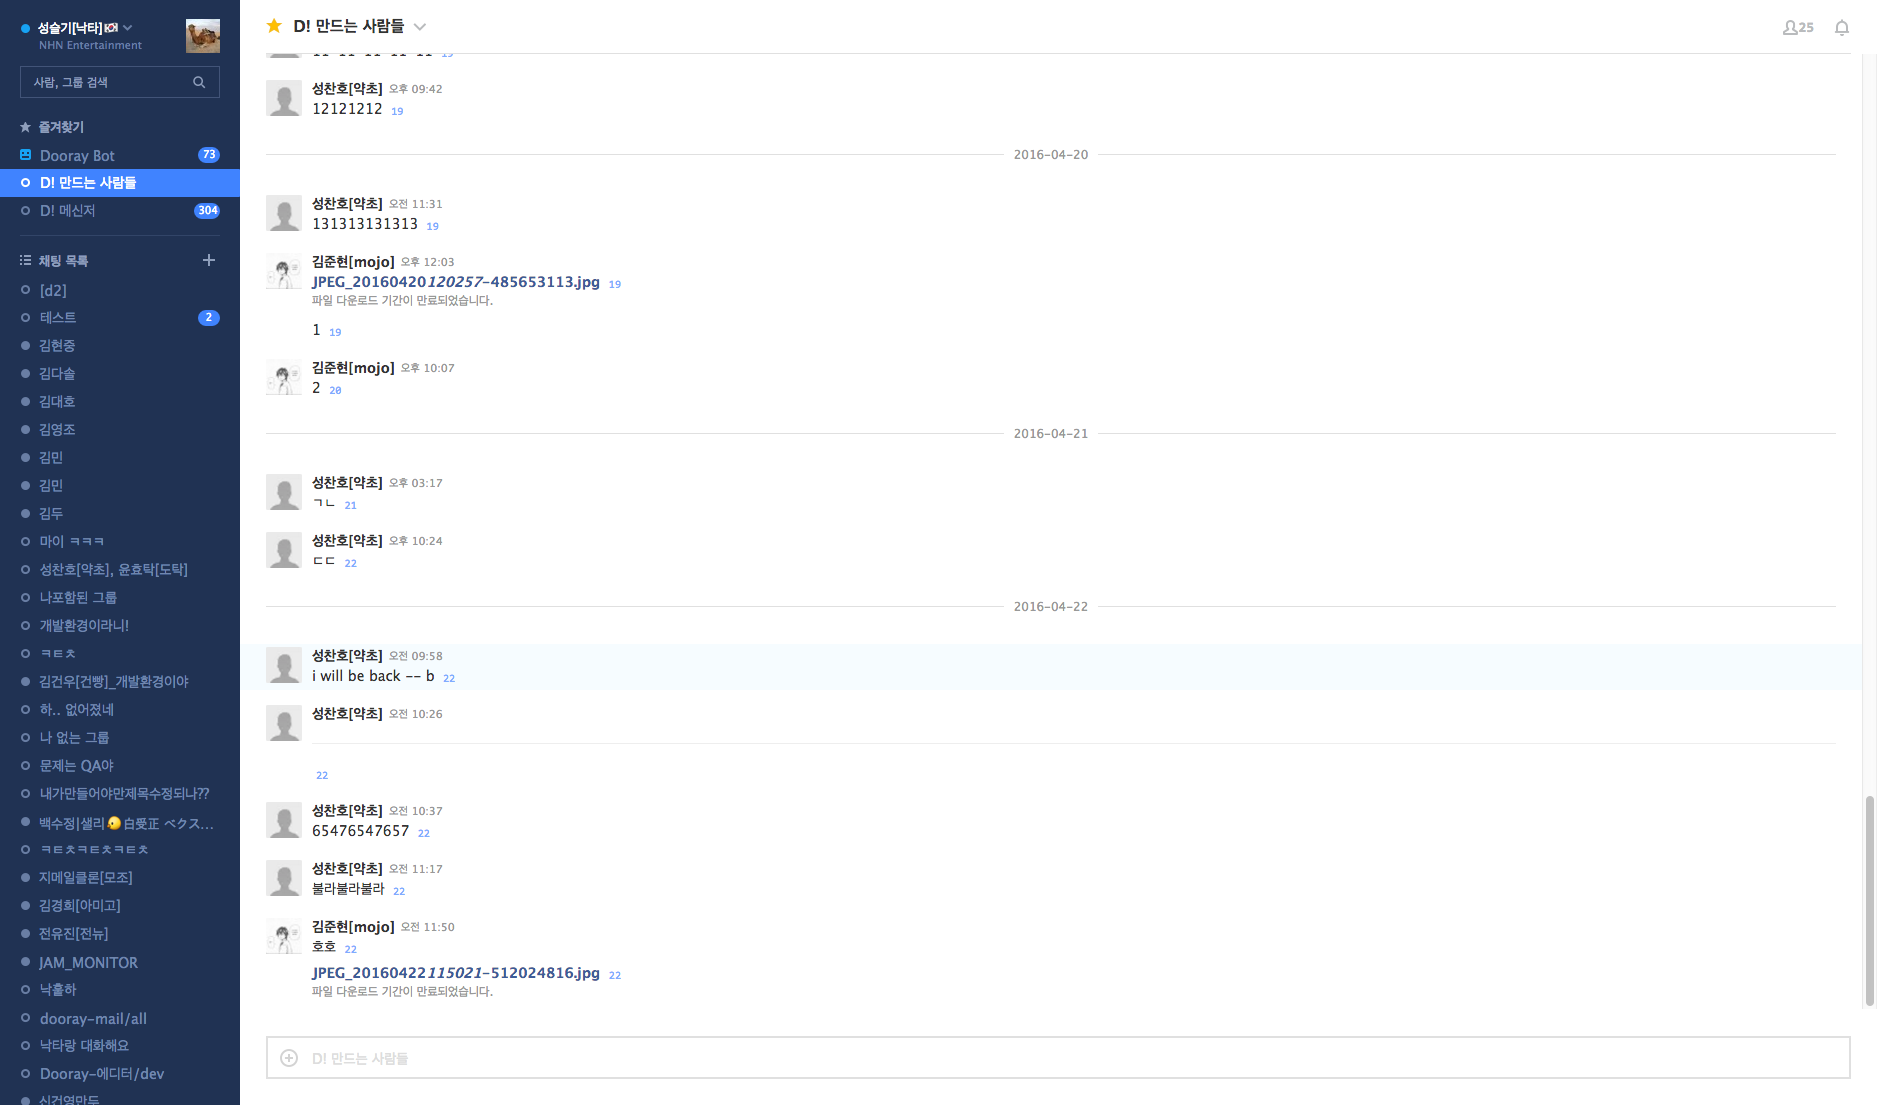 성슬기[낙타]
NHN Entertainment
사람, 그룹 검색
즐겨찾기
Dooray Bot 73
D! 만드는 사람들
D! 메신저 304
채팅 목록
[d2]
테스트 2
김현중
김다솔
김대호
김영조
김민
김민
김두
마이 ㅋㅋㅋ
성찬호[약초], 윤효탁[도탁]
나포함된 그룹
개발환경이라니!
ㅋㅌㅊ
김건우[건빵]_개발환경이야
하.. 없어졌네
나 없는 그룹
문제는 QA야
내가만들어야만제목수정되나??
백수정|샐리 白受正 ベクス...
ㅋㅌㅊㅋㅌㅊㅋㅌㅊ
지메일클론[모조]
김경희[아미고]
전유진[전뉴]
JAM_MONITOR
낙홀하
dooray-mail/all
낙타랑 대화해요
Dooray-에디터/dev
신건영만두
D! 만드는 사람들
25
11-11-11-11-11 19
성찬호[약초] 오후 09:42
12121212 19
2016-04-20
성찬호[약초] 오전 11:31
131313131313 19
김준현[mojo] 오후 12:03
JPEG_20160420120257-485653113.jpg 19
파일 다운로드 기간이 만료되었습니다.
1 19
김준현[mojo] 오후 10:07
2 20
2016-04-21
성찬호[약초] 오후 03:17
ㄱㄴ 21
성찬호[약초] 오후 10:24
ㄷㄷ 22
2016-04-22
성찬호[약초] 오전 09:58
i will be back -- b 22
성찬호[약초] 오전 10:26
22
성찬호[약초] 오전 10:37
65476547657 22
성찬호[약초] 오전 11:17
불라불라불라 22
김준현[mojo] 오전 11:50
호호 22
JPEG_20160422115021-512024816.jpg 22
파일 다운로드 기간이 만료되었습니다.
D! 만드는 사람들